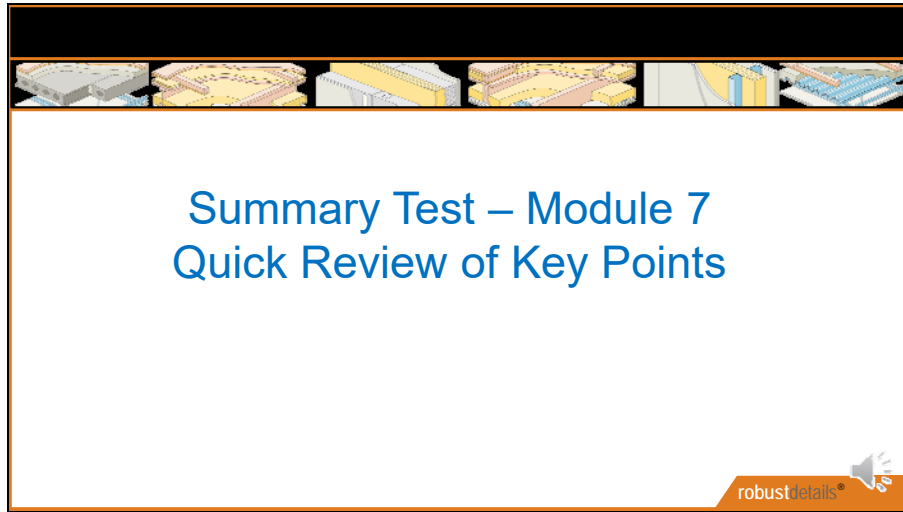 Summary Test – Module 7
Quick Review of Key Points
robustdetails®